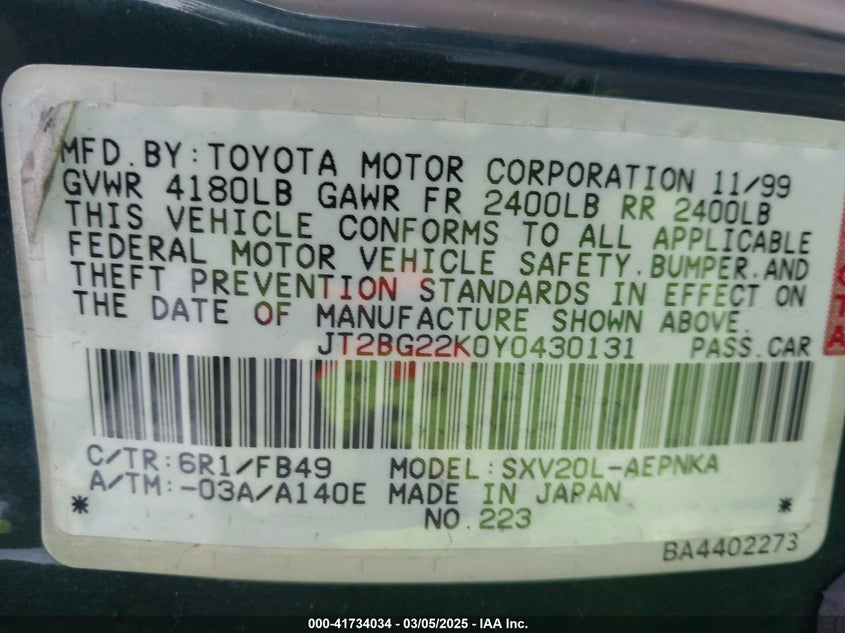 MFD.BY:TOYOTA MOTOR CORPORATION 11/99
GVWR 4180LB GAWR FR 2400LB RR 2400LB
THIS VEHICLE CONFORMS TO ALL APPLICABLE
FEDERAL MOTOR VEHICLE SAFETY.BUMPER.AND
THEFT PREVENTION STANDARDS IN EFFECT ON
THE DATE OF MANUFACTURE SHOWN ABOVE.
JT2BG22K0Y0430131 PASS.CAR
C/TR:6R1/FB49 MODEL:SXV20L-AEPNKA
A/TM:-03A/A140E MADE IN JAPAN
* NO.223 *
BA4402273
000-41734034 / 03/05/2025 - IAA Inc.